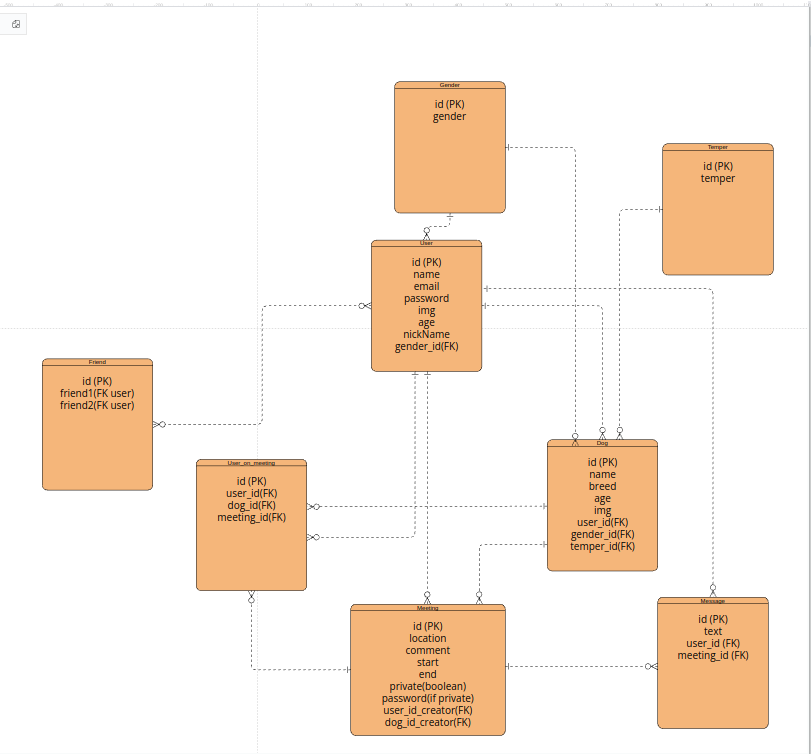 Gender
id (PK)
gender
Temper
id (PK)
temper
User
id (PK)
name
email
password
img
age
nickName
gender_id(FK)
Friend
id (PK)
friend1(FK user)
friend2(FK user)
User_on_meeting
id (PK)
user_id(FK)
dog_id(FK)
meeting_id(FK)
Dog
id (PK)
name
breed
age
img
user_id(FK)
gender_id(FK)
temper_id(FK)
Meeting
id (PK)
location
comment
start
end
private(boolean)
password(if private)
user_id_creator(FK)
dog_id_creator(FK)
Message
id (PK)
text
user_id (FK)
meeting_id (FK)